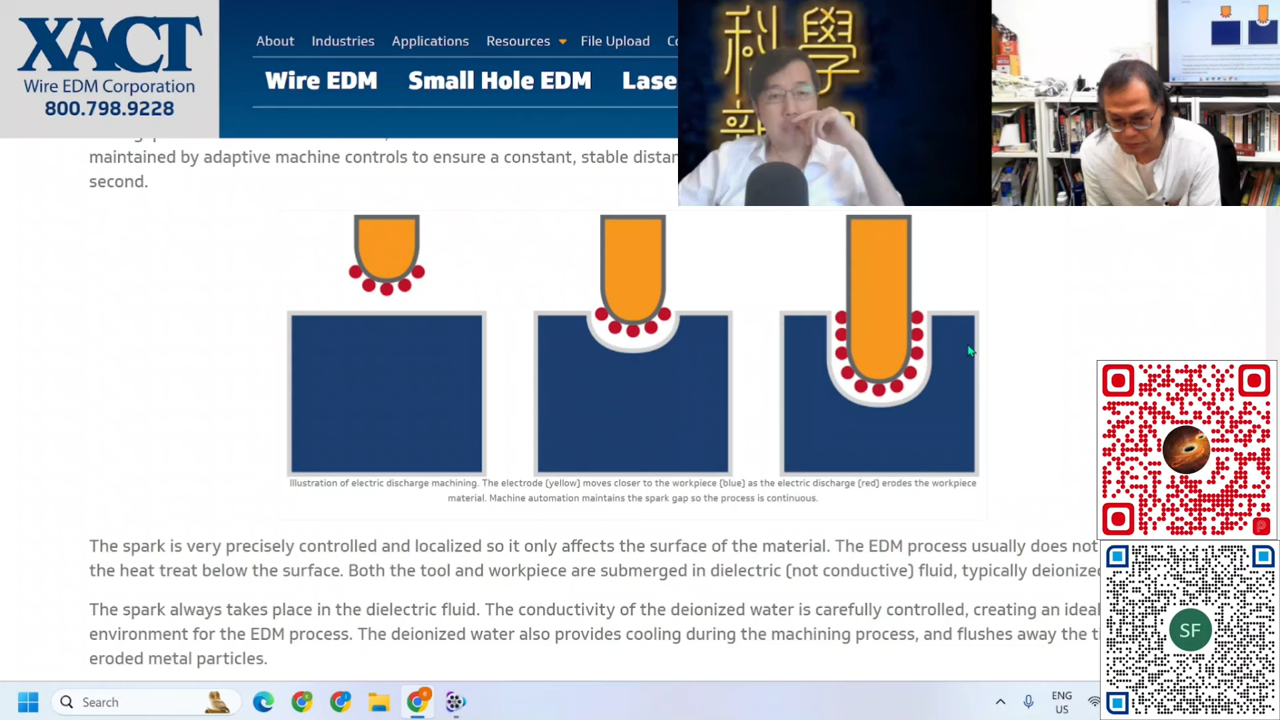 XACT
Wire EDM Corporation
800.798.9228
About Industries Applications Resources File Upload
Wire EDM Small Hole EDM
科學
maintained by adaptive machine controls to ensure a constant, stable
second.
Illustration of electric discharge machining. The electrode (yellow) moves closer to the workpiece (blue) as the electric discharge (red) erodes the workpiece
material. Machine automation maintains the spark gap so the process is continuous.
The spark is very precisely controlled and localized so it only affects the surface of the material. The EDM process usually does not
the heat treat below the surface. Both the tool and workpiece are submerged in dielectric (not conductive) fluid, typically
The spark always takes place in the dielectric fluid. The conductivity of the deionized water is carefully controlled, creating an
environment for the EDM process. The deionized water also provides cooling during the machining process, and flushes away the
eroded metal particles.
SF
Search
ENG
US